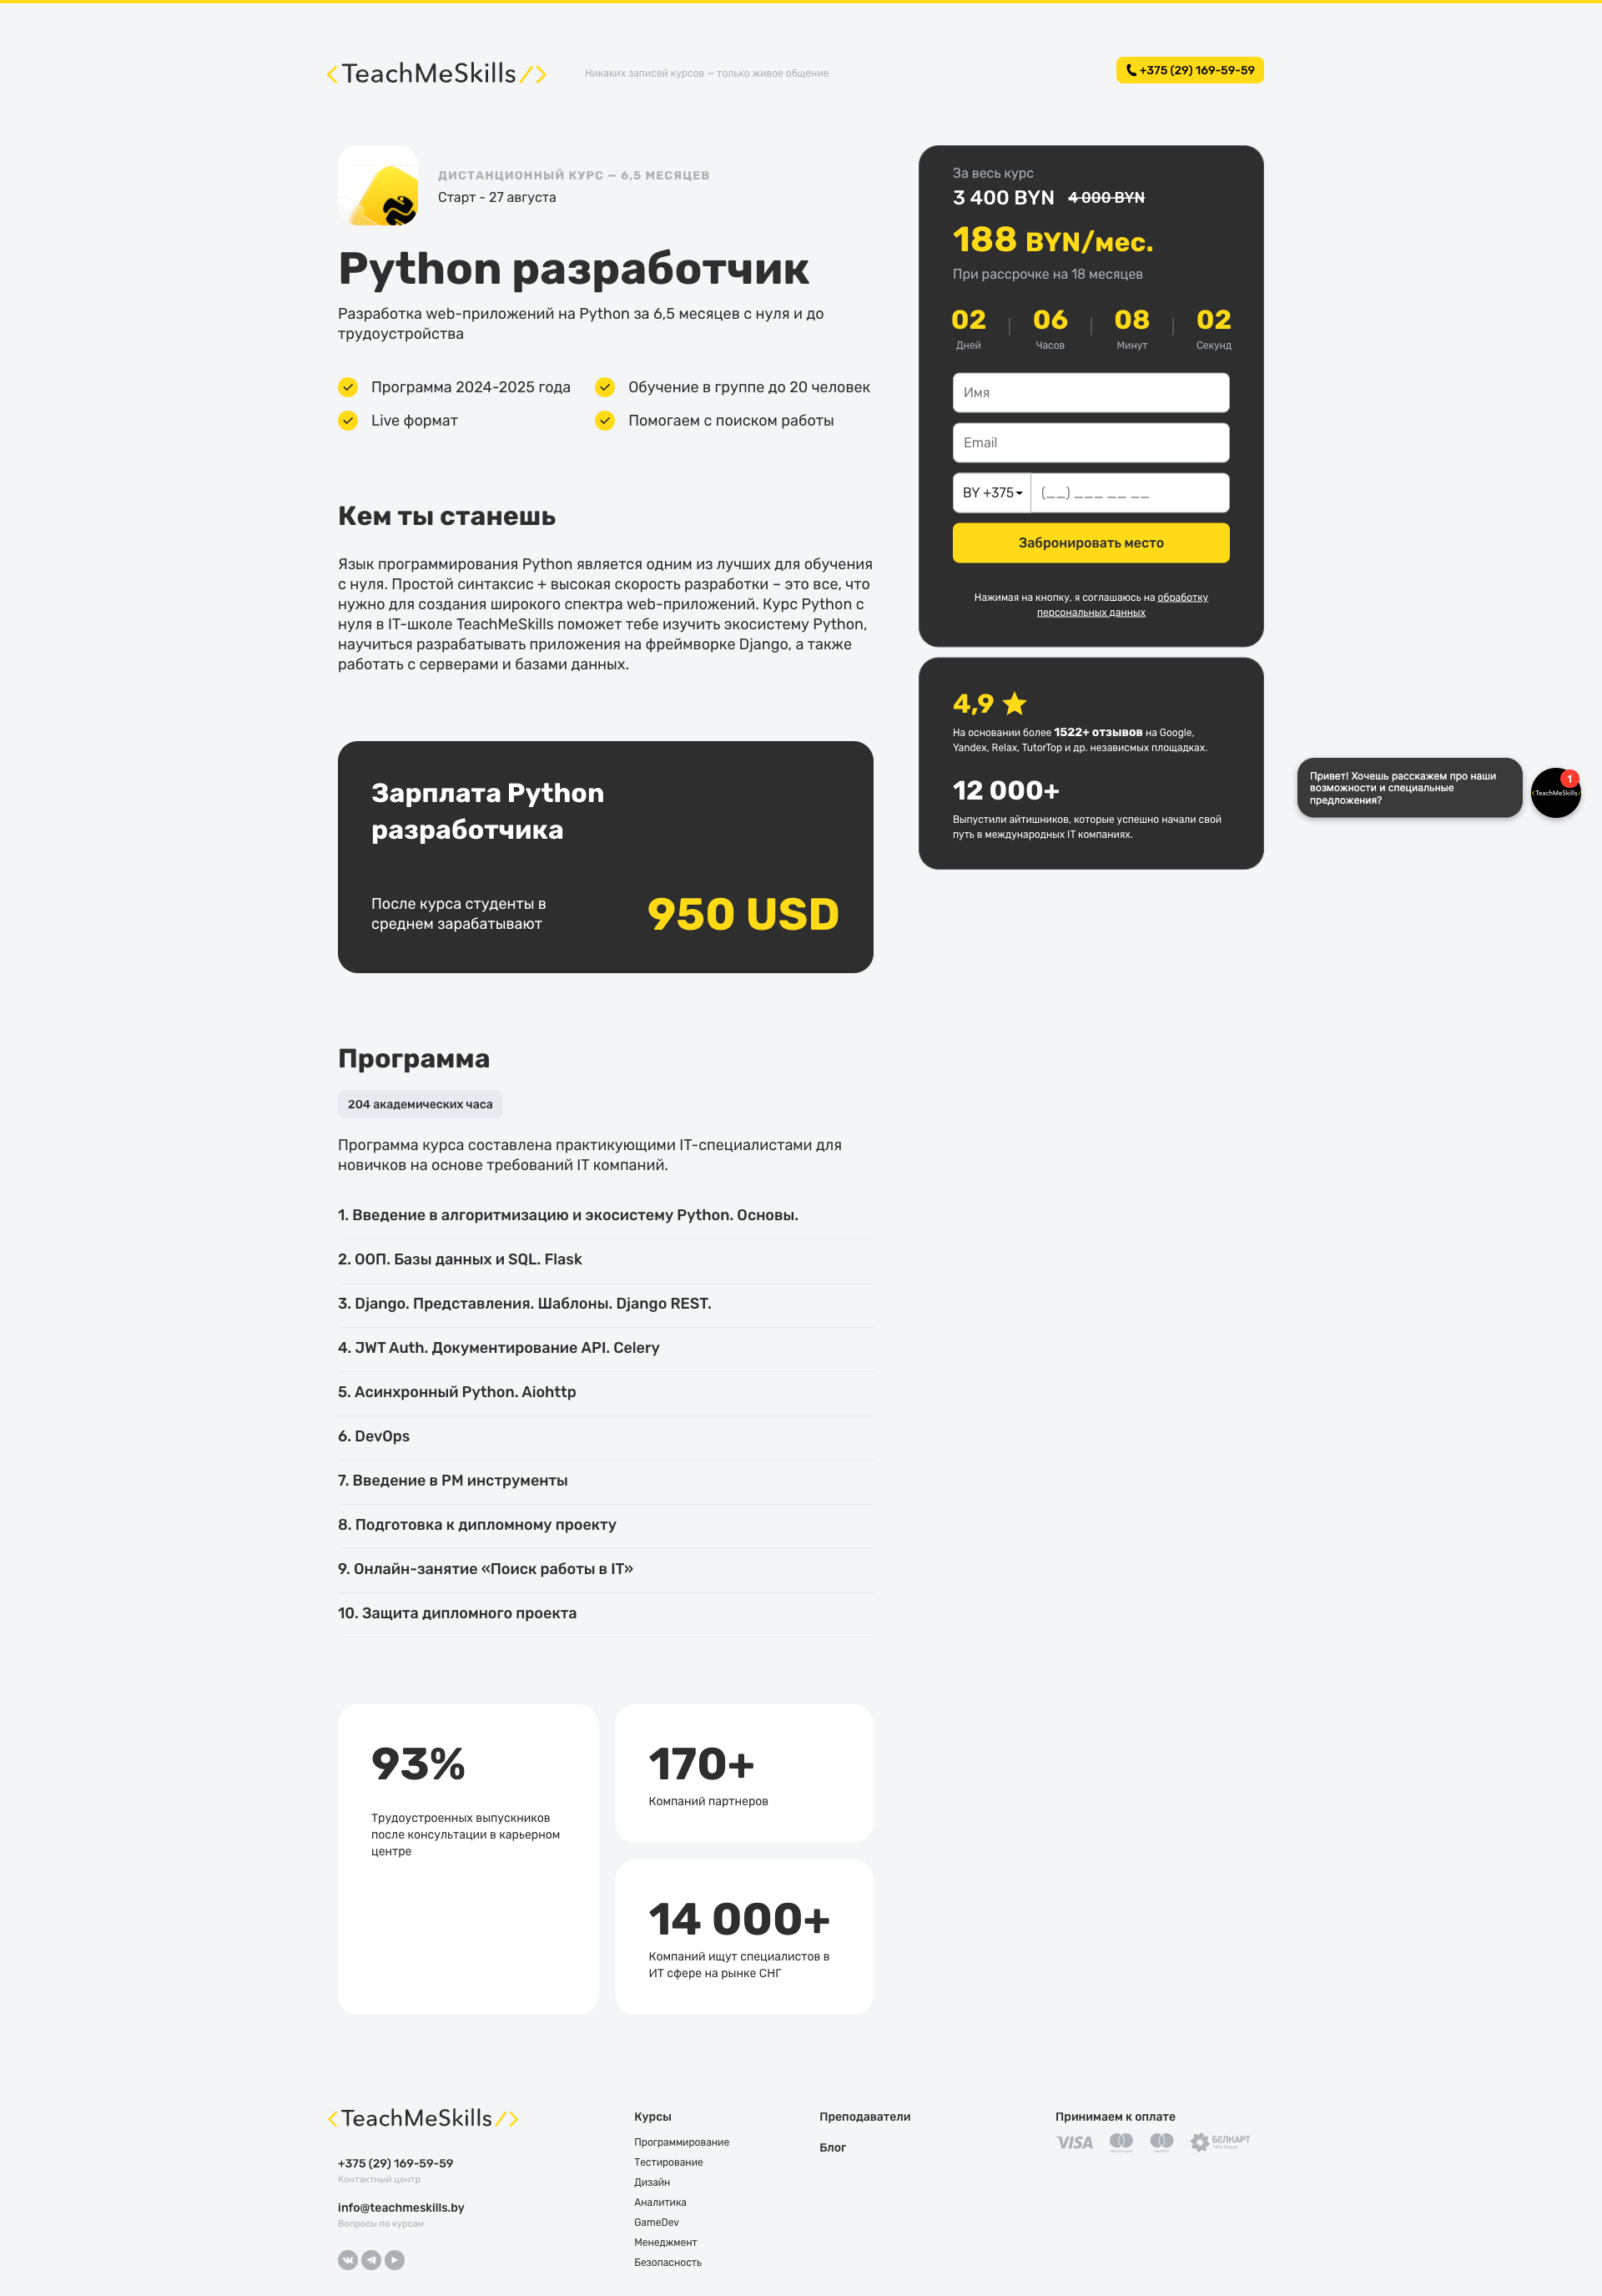 <TeachMeSkills/>
Никаких записей курсов — только живое общение
+375 (29) 169-59-59
ДИСТАНЦИОННЫЙ КУРС — 6,5 МЕСЯЦЕВ
Старт - 27 августа
Python разработчик
Разработка web-приложений на Python за 6,5 месяцев с нуля и до
трудоустройства
Программа 2024-2025 года
Обучение в группе до 20 человек
Live формат
Помогаем с поиском работы
Кем ты станешь
Язык программирования Python является одним из лучших для обучения
с нуля. Простой синтаксис + высокая скорость разработки – это все, что
нужно для создания широкого спектра web-приложений. Курс Python с
нуля в IT-школе TeachMeSkills поможет тебе изучить экосистему Python,
научиться разрабатывать приложения на фреймворке Django, а также
работать с серверами и базами данных.
Зарплата Python
разработчика
После курса студенты в
среднем зарабатывают
950 USD
За весь курс
3 400 BYN 4 000 BYN
188 BYN/мес.
При рассрочке на 18 месяцев
02 06 08 02
Дней Часов Минут Секунд
Имя
Email
BY +375 (__) ___ __ __
Забронировать место
Нажимая на кнопку, я соглашаюсь на обработку
персональных данных
4,9
На основании более 1522+ отзывов на Google,
Yandex, Relax, TutorTop и др. независмых площадках.
12 000+
Выпустили айтишников, которые успешно начали свой
путь в международных IT компаниях.
Привет! Хочешь расскажем про наши
возможности и специальные
предложения?
<TeachMeSkills/>
1
Программа
204 академических часа
Программа курса составлена практикующими IT-специалистами для
новичков на основе требований IT компаний.
1. Введение в алгоритмизацию и экосистему Python. Основы.
2. ООП. Базы данных и SQL. Flask
3. Django. Представления. Шаблоны. Django REST.
4. JWT Auth. Документирование API. Celery
5. Асинхронный Python. Aiohttp
6. DevOps
7. Введение в PM инструменты
8. Подготовка к дипломному проекту
9. Онлайн-занятие «Поиск работы в IT»
10. Защита дипломного проекта
93%
Трудоустроенных выпускников
после консультации в карьерном
центре
170+
Компаний партнеров
14 000+
Компаний ищут специалистов в
ИТ сфере на рынке СНГ
<TeachMeSkills/>
+375 (29) 169-59-59
Контактный центр
info@teachmeskills.by
Вопросы по курсам
Курсы
Программирование
Тестирование
Дизайн
Аналитика
GameDev
Менеджмент
Безопасность
Преподаватели
Блог
Принимаем к оплате
VISA
БЕЛКАРТ